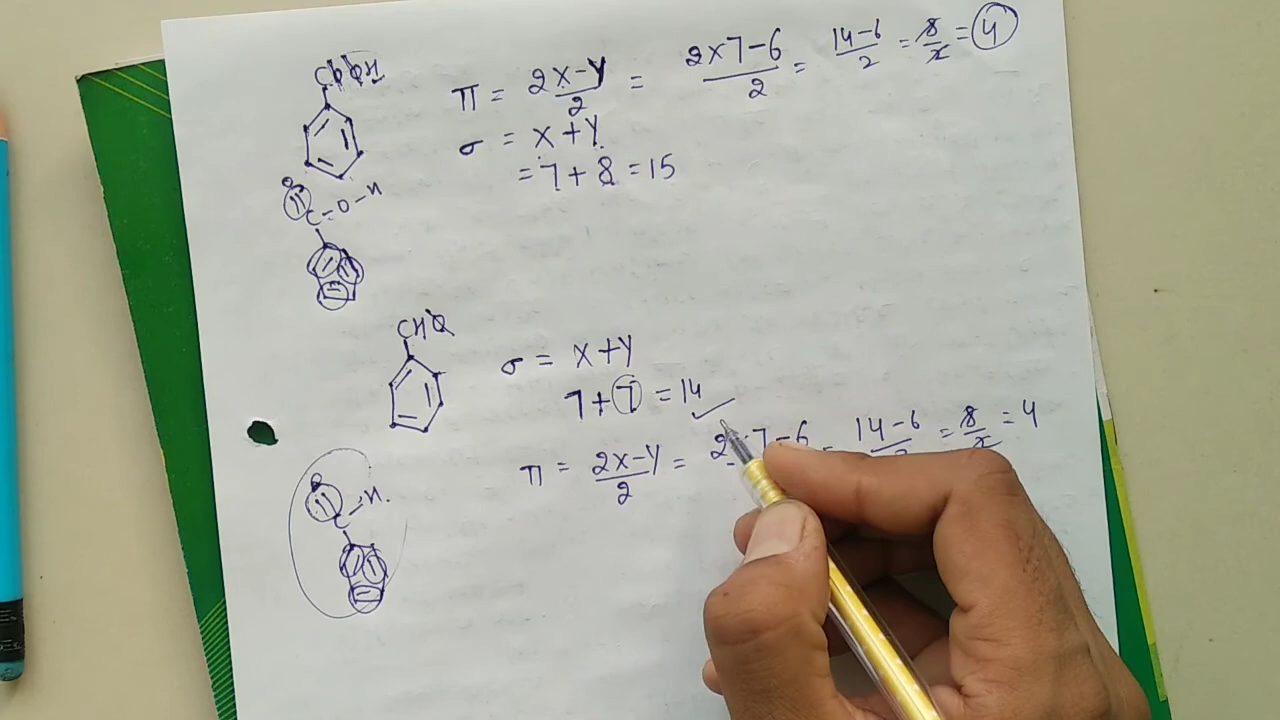 COOH
π = 2x-y/2 = 2×7-6/2 = 14-6/2 = 8/2 = 4
σ = x+y
= 7+8 = 15
O
C-O-H
CHO
σ = x+y
7+7 = 14
π = 2x-y/2 = 2×7-6 = 14-6/2 = 8/2 = 4
O
C-H